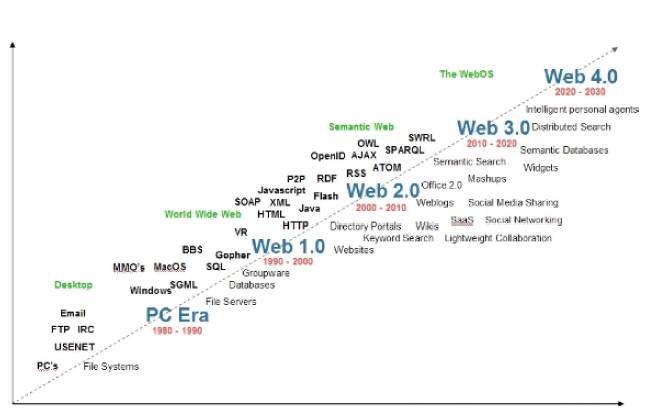 The WebOS
Web 4.0
2020 - 2030
Intelligent personal agents
Semantic Web
SWRL
Web 3.0
Distributed Search
2010 - 2020
OWL
OpenID
AJAX
SPARQL
Semantic Databases
Semantic Search
ATOM
Widgets
P2P
RDF
RSS
Mashups
Javascript
Flash
Web 2.0
Office 2.0
2000 - 2010
SOAP
XML
Java
Weblogs
Social Media Sharing
World Wide Web
HTML
HTTP
Directory Portals
Wikis
SaaS
Social Networking
VR
Keyword Search
Lightweight Collaboration
BBS
Gopher
Web 1.0
Websites
1990 - 2000
MMO's
MacOS
SQL
Groupware
Desktop
Windows
SGML
Databases
File Servers
Email
PC Era
1980 - 1990
FTP
IRC
USENET
PC's
File Systems